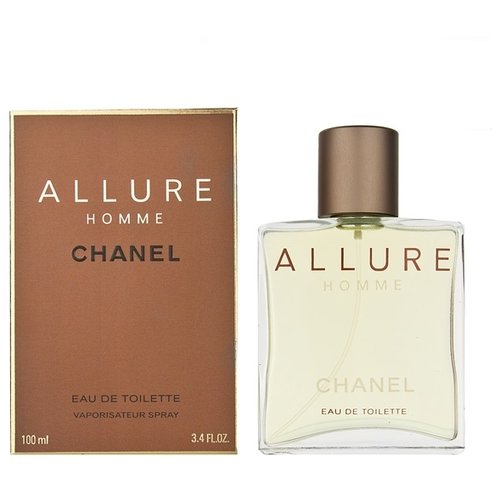 ALLURE
HOMME
CHANEL
EAU DE TOILETTE
VAPORISATEUR SPRAY
100 ml 3.4 FL.OZ.
ALLURE
HOMME
CHANEL
EAU DE TOILETTE